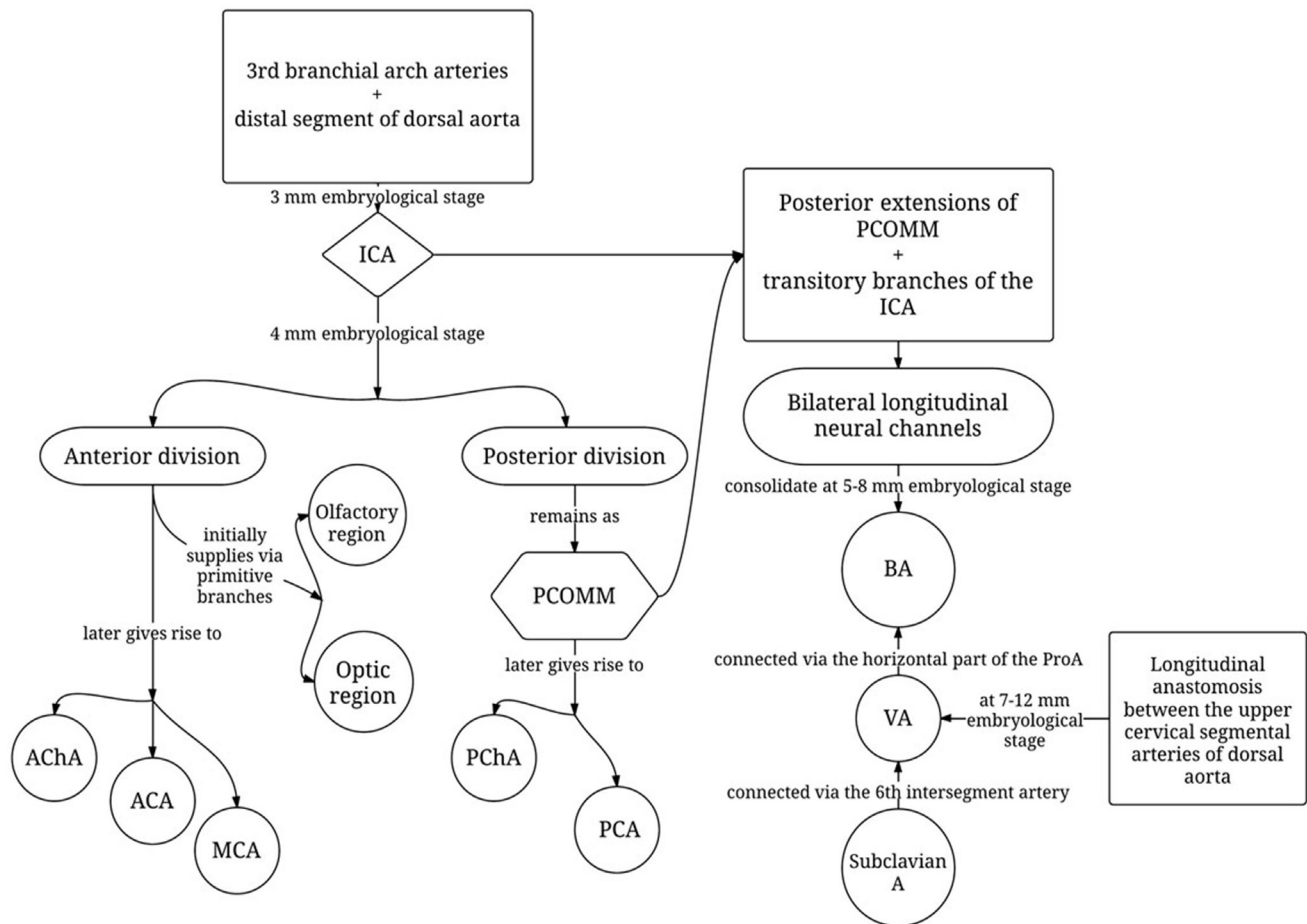 3rd branchial arch arteries
+
distal segment of dorsal aorta
3 mm embryological stage
ICA
4 mm embryological stage
Anterior division
Posterior division
initially
supplies via
primitive
branches
Olfactory
region
Optic
region
later gives rise to
AChA
ACA
MCA
remains as
PCOMM
later gives rise to
PChA
PCA
Posterior extensions of
PCOMM
+
transitory branches of the
ICA
Bilateral longitudinal
neural channels
consolidate at 5-8 mm embryological stage
BA
connected via the horizontal part of the ProA
VA
at 7-12 mm
embryological
stage
Longitudinal
anastomosis
between the upper
cervical segmental
arteries of dorsal
aorta
connected via the 6th intersegment artery
Subclavian
A